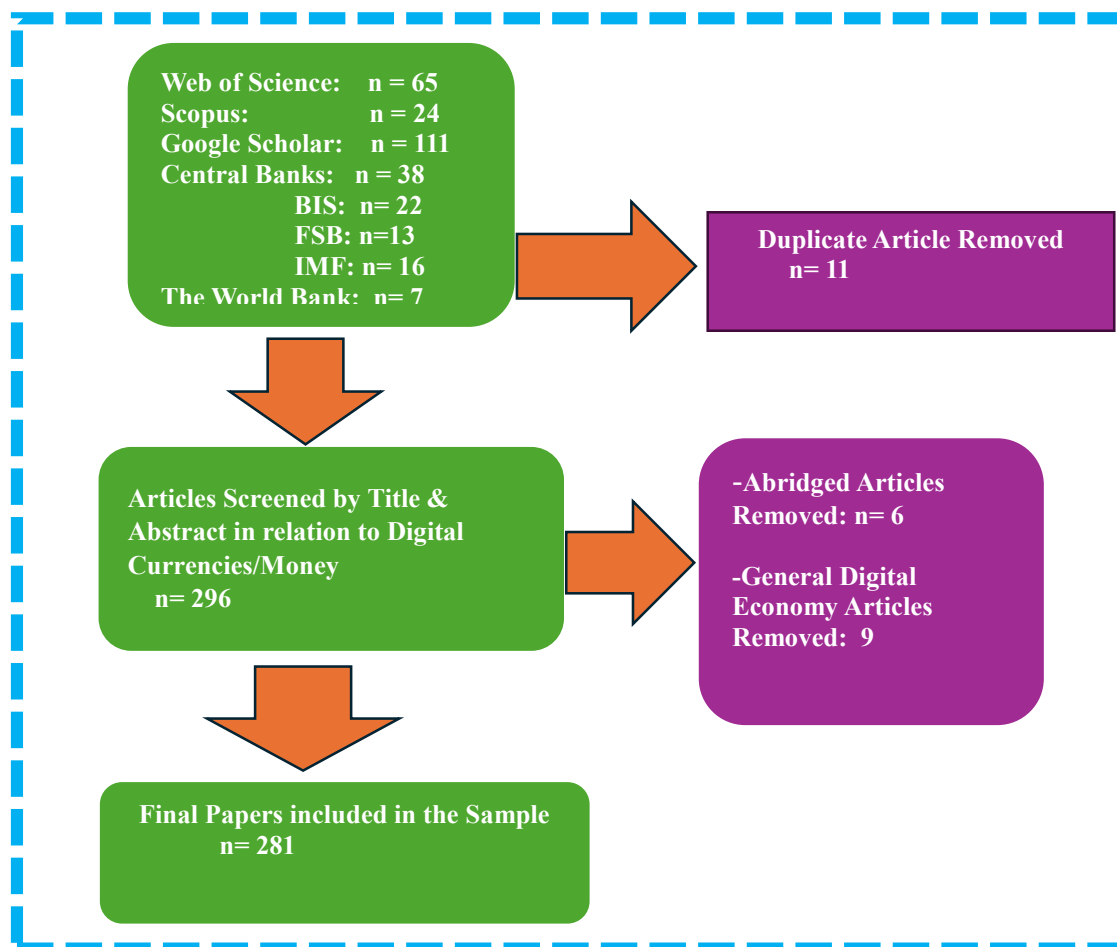 Web of Science: n = 65
Scopus: n = 24
Google Scholar: n = 111
Central Banks: n = 38
BIS: n= 22
FSB: n=13
IMF: n= 16
The World Bank: n= 7
Duplicate Article Removed
n= 11
Articles Screened by Title &
Abstract in relation to Digital
Currencies/Money
n= 296
-Abridged Articles
Removed: n= 6
-General Digital
Economy Articles
Removed: 9
Final Papers included in the Sample
n= 281